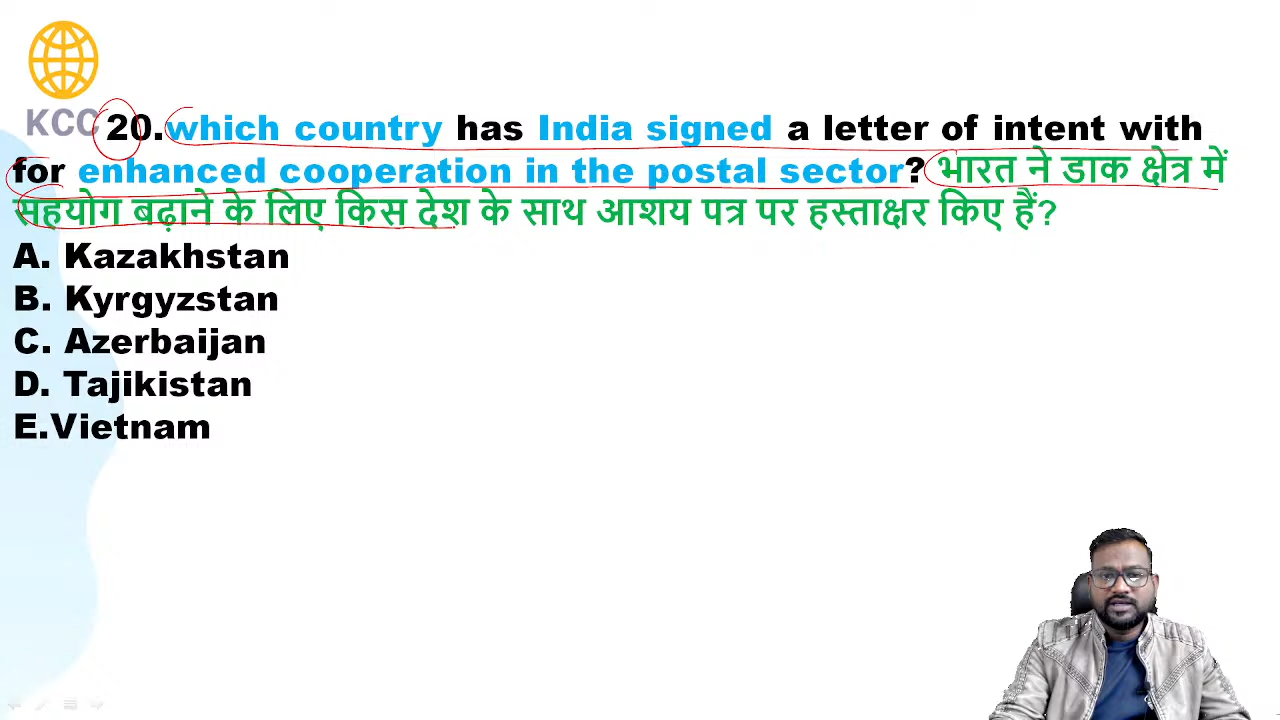 KCC
20.which country has India signed a letter of intent with
for enhanced cooperation in the postal sector? भारत ने डाक क्षेत्र में
सहयोग बढ़ाने के लिए किस देश के साथ आशय पत्र पर हस्ताक्षर किए हैं?
A. Kazakhstan
B. Kyrgyzstan
C. Azerbaijan
D. Tajikistan
E.Vietnam